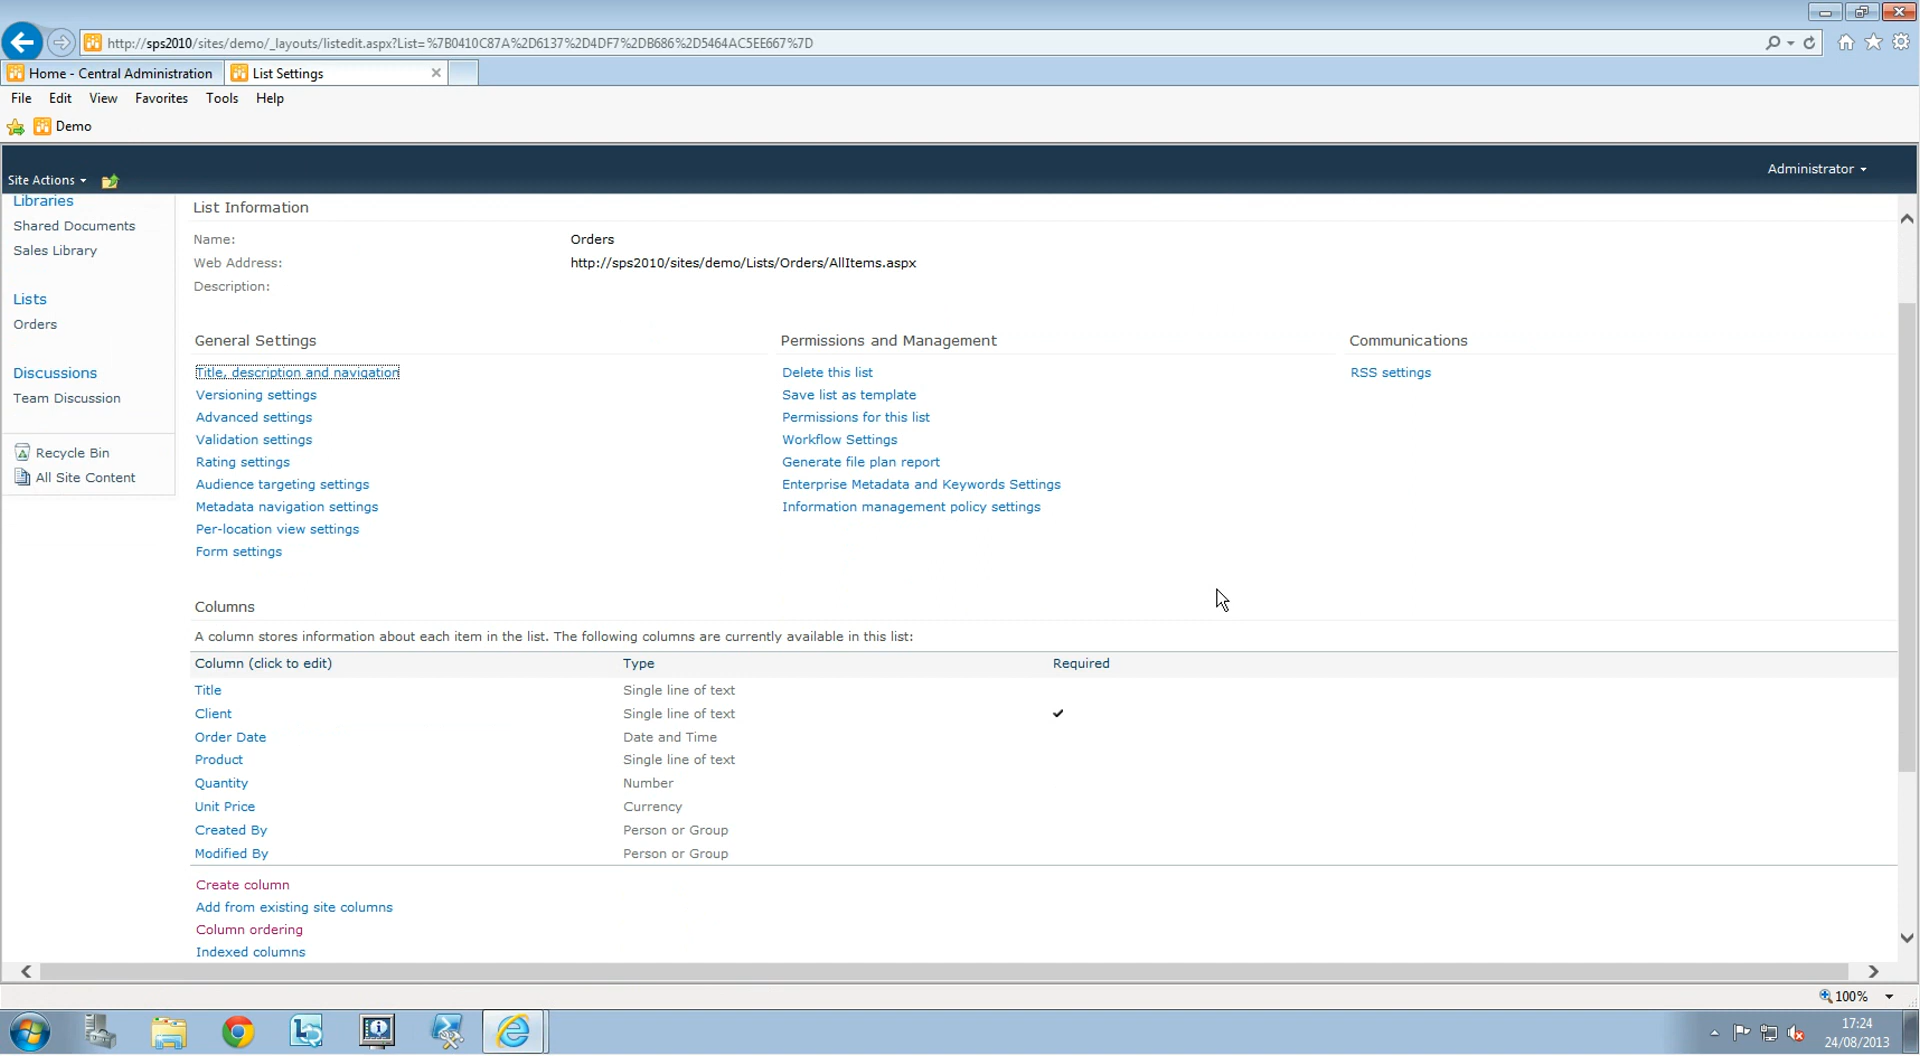 http://sps2010/sites/demo/_layouts/listedit.aspx?List=%7B0410C87A%2D6137%2D4DF7%2DB686%2D5464AC5EE667%7D
Home - Central Administration
List Settings
File Edit View Favorites Tools Help
Demo
Site Actions
Administrator
Libraries
Shared Documents
Sales Library
Lists
Orders
Discussions
Team Discussion
Recycle Bin
All Site Content
List Information
Name: Orders
Web Address: http://sps2010/sites/demo/Lists/Orders/AllItems.aspx
Description:
General Settings
Title, description and navigation
Versioning settings
Advanced settings
Validation settings
Rating settings
Audience targeting settings
Metadata navigation settings
Per-location view settings
Form settings
Permissions and Management
Delete this list
Save list as template
Permissions for this list
Workflow Settings
Generate file plan report
Enterprise Metadata and Keywords Settings
Information management policy settings
Communications
RSS settings
Columns
A column stores information about each item in the list. The following columns are currently available in this list:
Column (click to edit) Type Required
Title Single line of text
Client Single line of text
Order Date Date and Time
Product Single line of text
Quantity Number
Unit Price Currency
Created By Person or Group
Modified By Person or Group
Create column
Add from existing site columns
Column ordering
Indexed columns
100%
17:24
24/08/2013